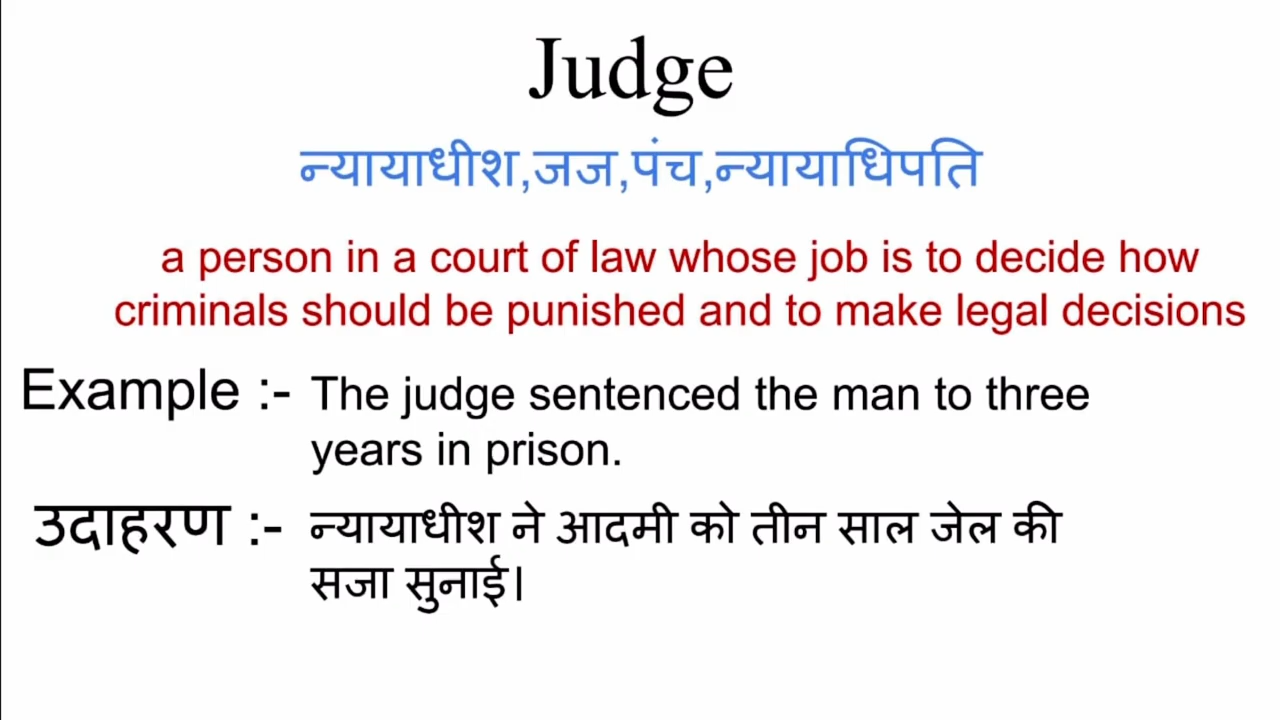 Judge
न्यायाधीश,जज,पंच,न्यायाधिपति
a person in a court of law whose job is to decide how
criminals should be punished and to make legal decisions
Example :- The judge sentenced the man to three
years in prison.
उदाहरण :- न्यायाधीश ने आदमी को तीन साल जेल की
सजा सुनाई।